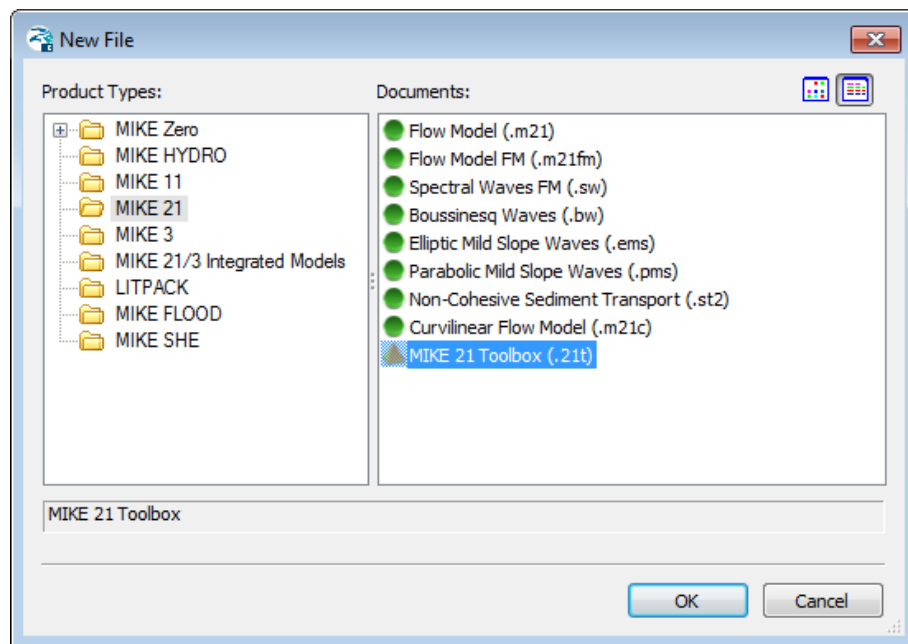 New File
Product Types:
Documents:
MIKE Zero
MIKE HYDRO
MIKE 11
MIKE 21
MIKE 3
MIKE 21/3 Integrated Models
LITPACK
MIKE FLOOD
MIKE SHE
Flow Model (.m21)
Flow Model FM (.m21fm)
Spectral Waves FM (.sw)
Boussinesq Waves (.bw)
Elliptic Mild Slope Waves (.ems)
Parabolic Mild Slope Waves (.pms)
Non-Cohesive Sediment Transport (.st2)
Curvilinear Flow Model (.m21c)
MIKE 21 Toolbox (.21t)
MIKE 21 Toolbox
OK
Cancel